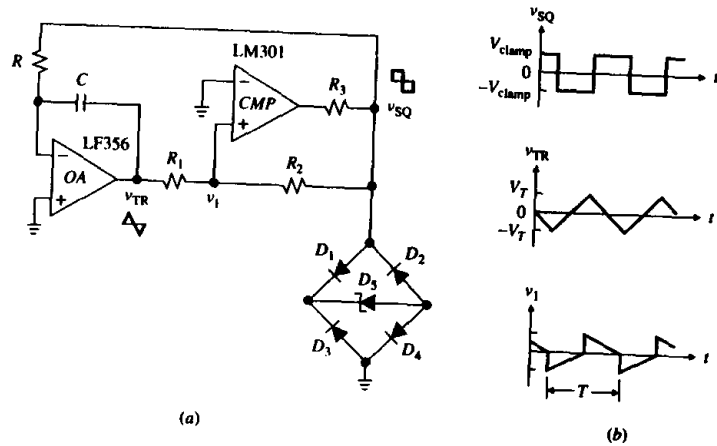 R
C
LM301
−
CMP
+
R3
vSQ
LF356
−
OA
+
R1
R2
vTR
v1
D1
D2
D5
D3
D4
(a)
vSQ
Vclamp
0
−Vclamp
t
vTR
VT
0
−VT
t
v1
t
T
(b)